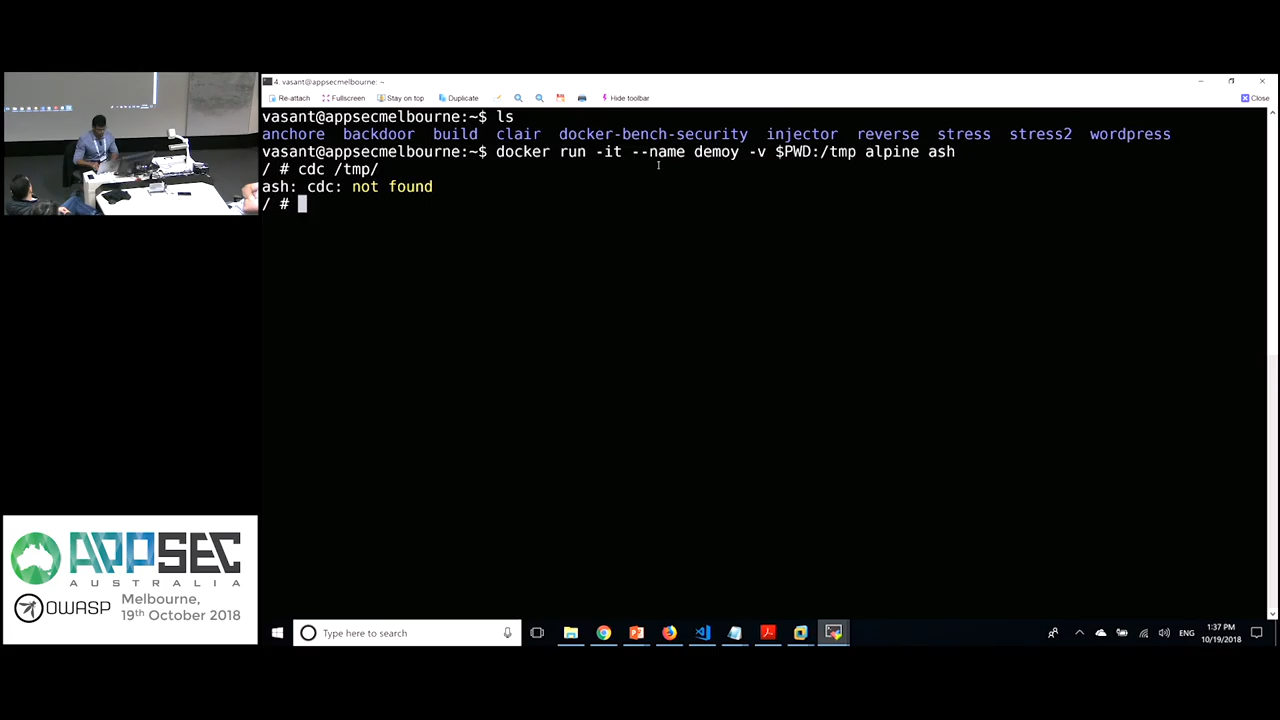 4. vasant@appsecmelbourne: ~
Re-attach Fullscreen Stay on top Duplicate Hide toolbar Close
vasant@appsecmelbourne:~$ ls
anchore backdoor build clair docker-bench-security injector reverse stress stress2 wordpress
vasant@appsecmelbourne:~$ docker run -it --name demoy -v $PWD:/tmp alpine ash
/ # cdc /tmp/
ash: cdc: not found
/ #
APPSEC
AUSTRALIA
OWASP
Melbourne,
19th October 2018
Type here to search
ENG
1:37 PM
10/19/2018